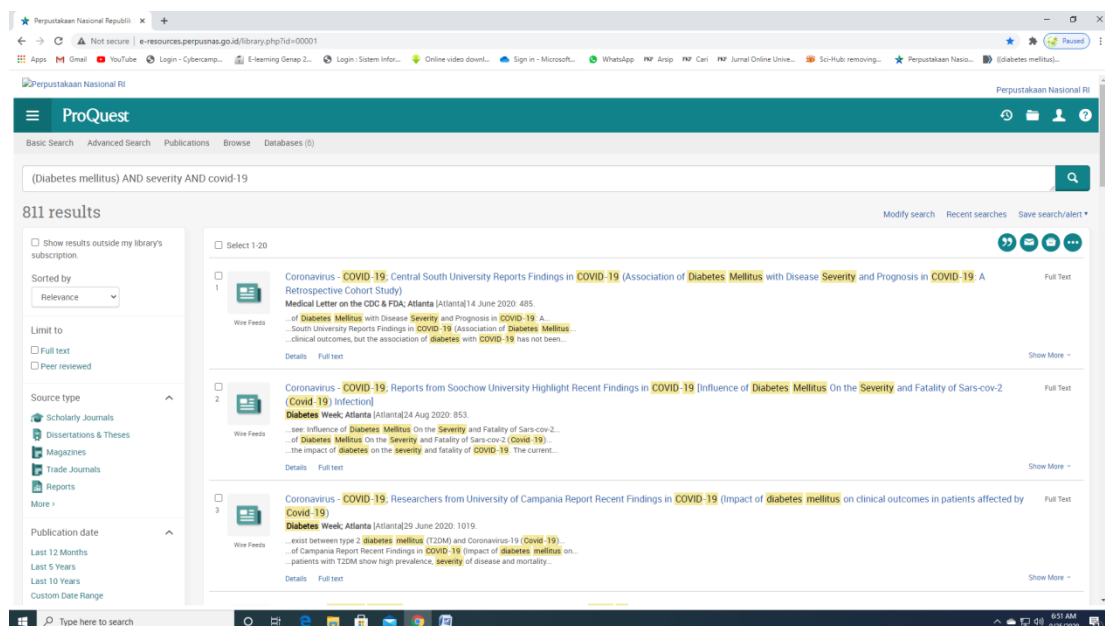 Perpustakaan Nasional Republi
Not secure | e-resources.perpusnas.go.id/library.php?id=00001
Paused
Apps Gmail YouTube Login - Cybercamp... E-learning Genap 2... Login : Sistem Infor... Online video downl... Sign in - Microsoft... WhatsApp PKP Arsip PKP Cari PKP Jurnal Online Unive... Sci-Hub: removing... Perpustakaan Nasio... ((diabetes mellitus)...
Perpustakaan Nasional RI
Perpustakaan Nasional RI
ProQuest
Basic Search Advanced Search Publications Browse Databases (6)
(Diabetes mellitus) AND severity AND covid-19
811 results
Modify search Recent searches Save search/alert
Show results outside my library's
subscription.
Sorted by
Relevance
Limit to
Full text
Peer reviewed
Source type
Scholarly Journals
Dissertations & Theses
Magazines
Trade Journals
Reports
More ›
Publication date
Last 12 Months
Last 5 Years
Last 10 Years
Custom Date Range
Select 1-20
1
Wire Feeds
Coronavirus - COVID-19; Central South University Reports Findings in COVID-19 (Association of Diabetes Mellitus with Disease Severity and Prognosis in COVID-19: A
Retrospective Cohort Study)
Full Text
Medical Letter on the CDC & FDA; Atlanta [Atlanta]14 June 2020: 485.
...of Diabetes Mellitus with Disease Severity and Prognosis in COVID-19: A...
...South University Reports Findings in COVID-19 (Association of Diabetes Mellitus...
...clinical outcomes, but the association of diabetes with COVID-19 has not been...
Details Full text
Show More
2
Wire Feeds
Coronavirus - COVID-19; Reports from Soochow University Highlight Recent Findings in COVID-19 [Influence of Diabetes Mellitus On the Severity and Fatality of Sars-cov-2
(Covid-19) Infection]
Full Text
Diabetes Week; Atlanta [Atlanta]24 Aug 2020: 853.
...see: Influence of Diabetes Mellitus On the Severity and Fatality of Sars-cov-2...
...of Diabetes Mellitus On the Severity and Fatality of Sars-cov-2 (Covid-19)...
...the impact of diabetes on the severity and fatality of COVID-19. The current...
Details Full text
Show More
3
Wire Feeds
Coronavirus - COVID-19; Researchers from University of Campania Report Recent Findings in COVID-19 (Impact of diabetes mellitus on clinical outcomes in patients affected by
Covid-19)
Full Text
Diabetes Week; Atlanta [Atlanta]29 June 2020: 1019.
...exist between type 2 diabetes mellitus (T2DM) and Coronavirus-19 (Covid-19)...
...of Campania Report Recent Findings in COVID-19 (Impact of diabetes mellitus on...
...patients with T2DM show high prevalence, severity of disease and mortality...
Details Full text
Show More
Type here to search
6:51 AM